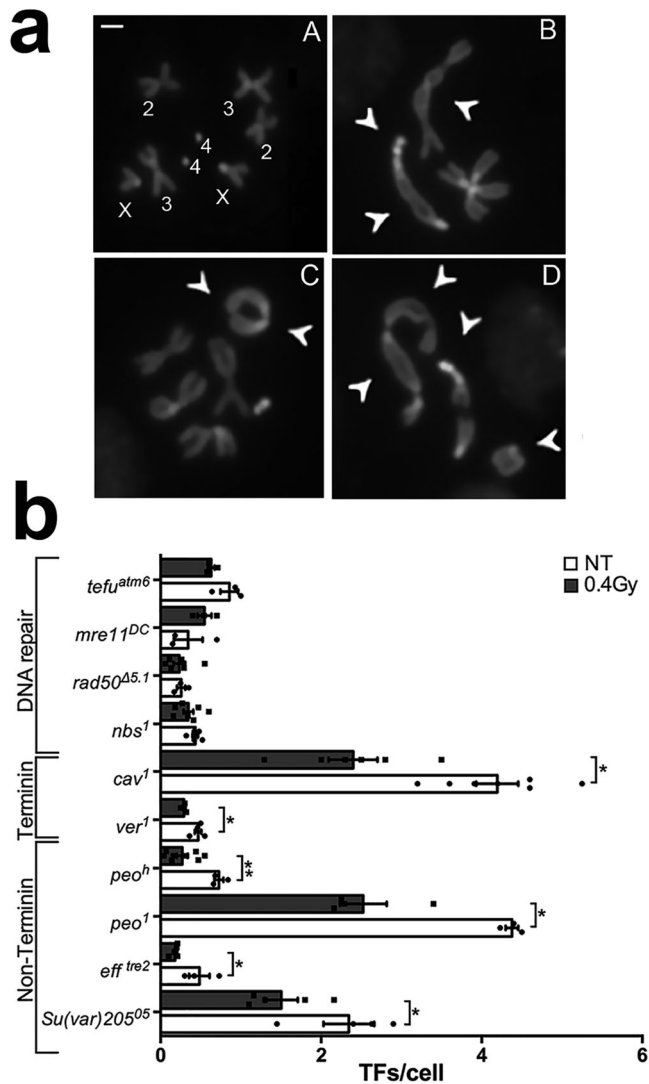 a
A
2
3
4
2
4
X
3
X
B
C
D
b
NT
0.4Gy
DNA repair
tefu^atm6
mre11^DC
rad50^Δ5.1
nbs^1
Terminin
cav^1
*
ver^1
*
Non-Terminin
peo^h
**
peo^1
*
eff^tre2
*
Su(var)205^05
*
0
2
4
6
TFs/cell